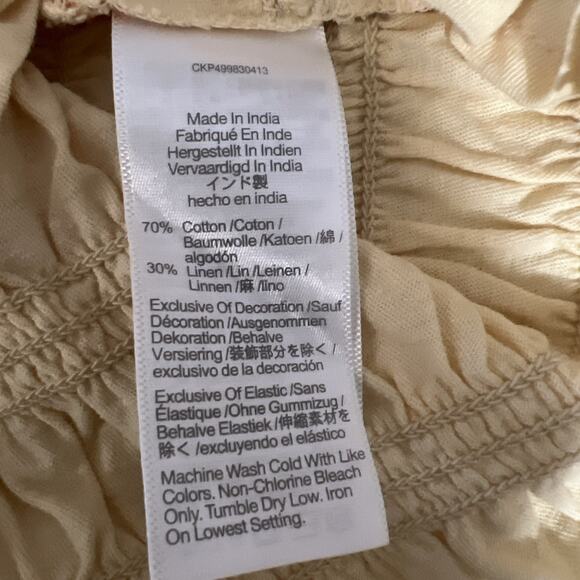 CKP499830413
Made In India
Fabriqué En Inde
Hergestellt In Indien
Vervaardigd In India
インド製
hecho en india
70% Cotton /Coton /
Baumwolle /Katoen /綿 /
algodón
30% Linen /Lin /Leinen /
Linnen /麻 /lino
Exclusive Of Decoration /Sauf
Décoration /Ausgenommen
Dekoration /Behalve
Versiering /装飾部分を除く /
exclusivo de la decoración
Exclusive Of Elastic /Sans
Élastique /Ohne Gummizug /
Behalve Elastiek /伸縮素材を
除く /excluyendo el elástico
Machine Wash Cold With Like
Colors. Non-Chlorine Bleach
Only. Tumble Dry Low. Iron
On Lowest Setting.